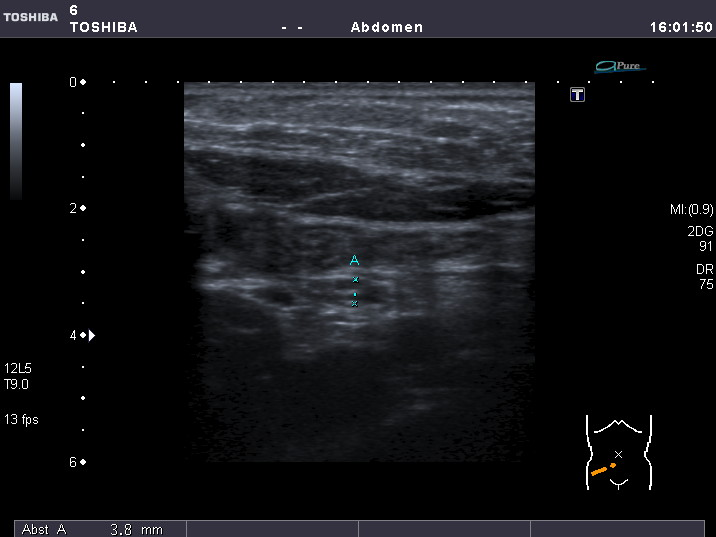 TOSHIBA
6
TOSHIBA - - Abdomen 16:01:50
APure
T
0
2
4
6
A
MI:(0.9)
2DG
91
DR
75
12L5
T9.0
13 fps
Abst A 3.8 mm